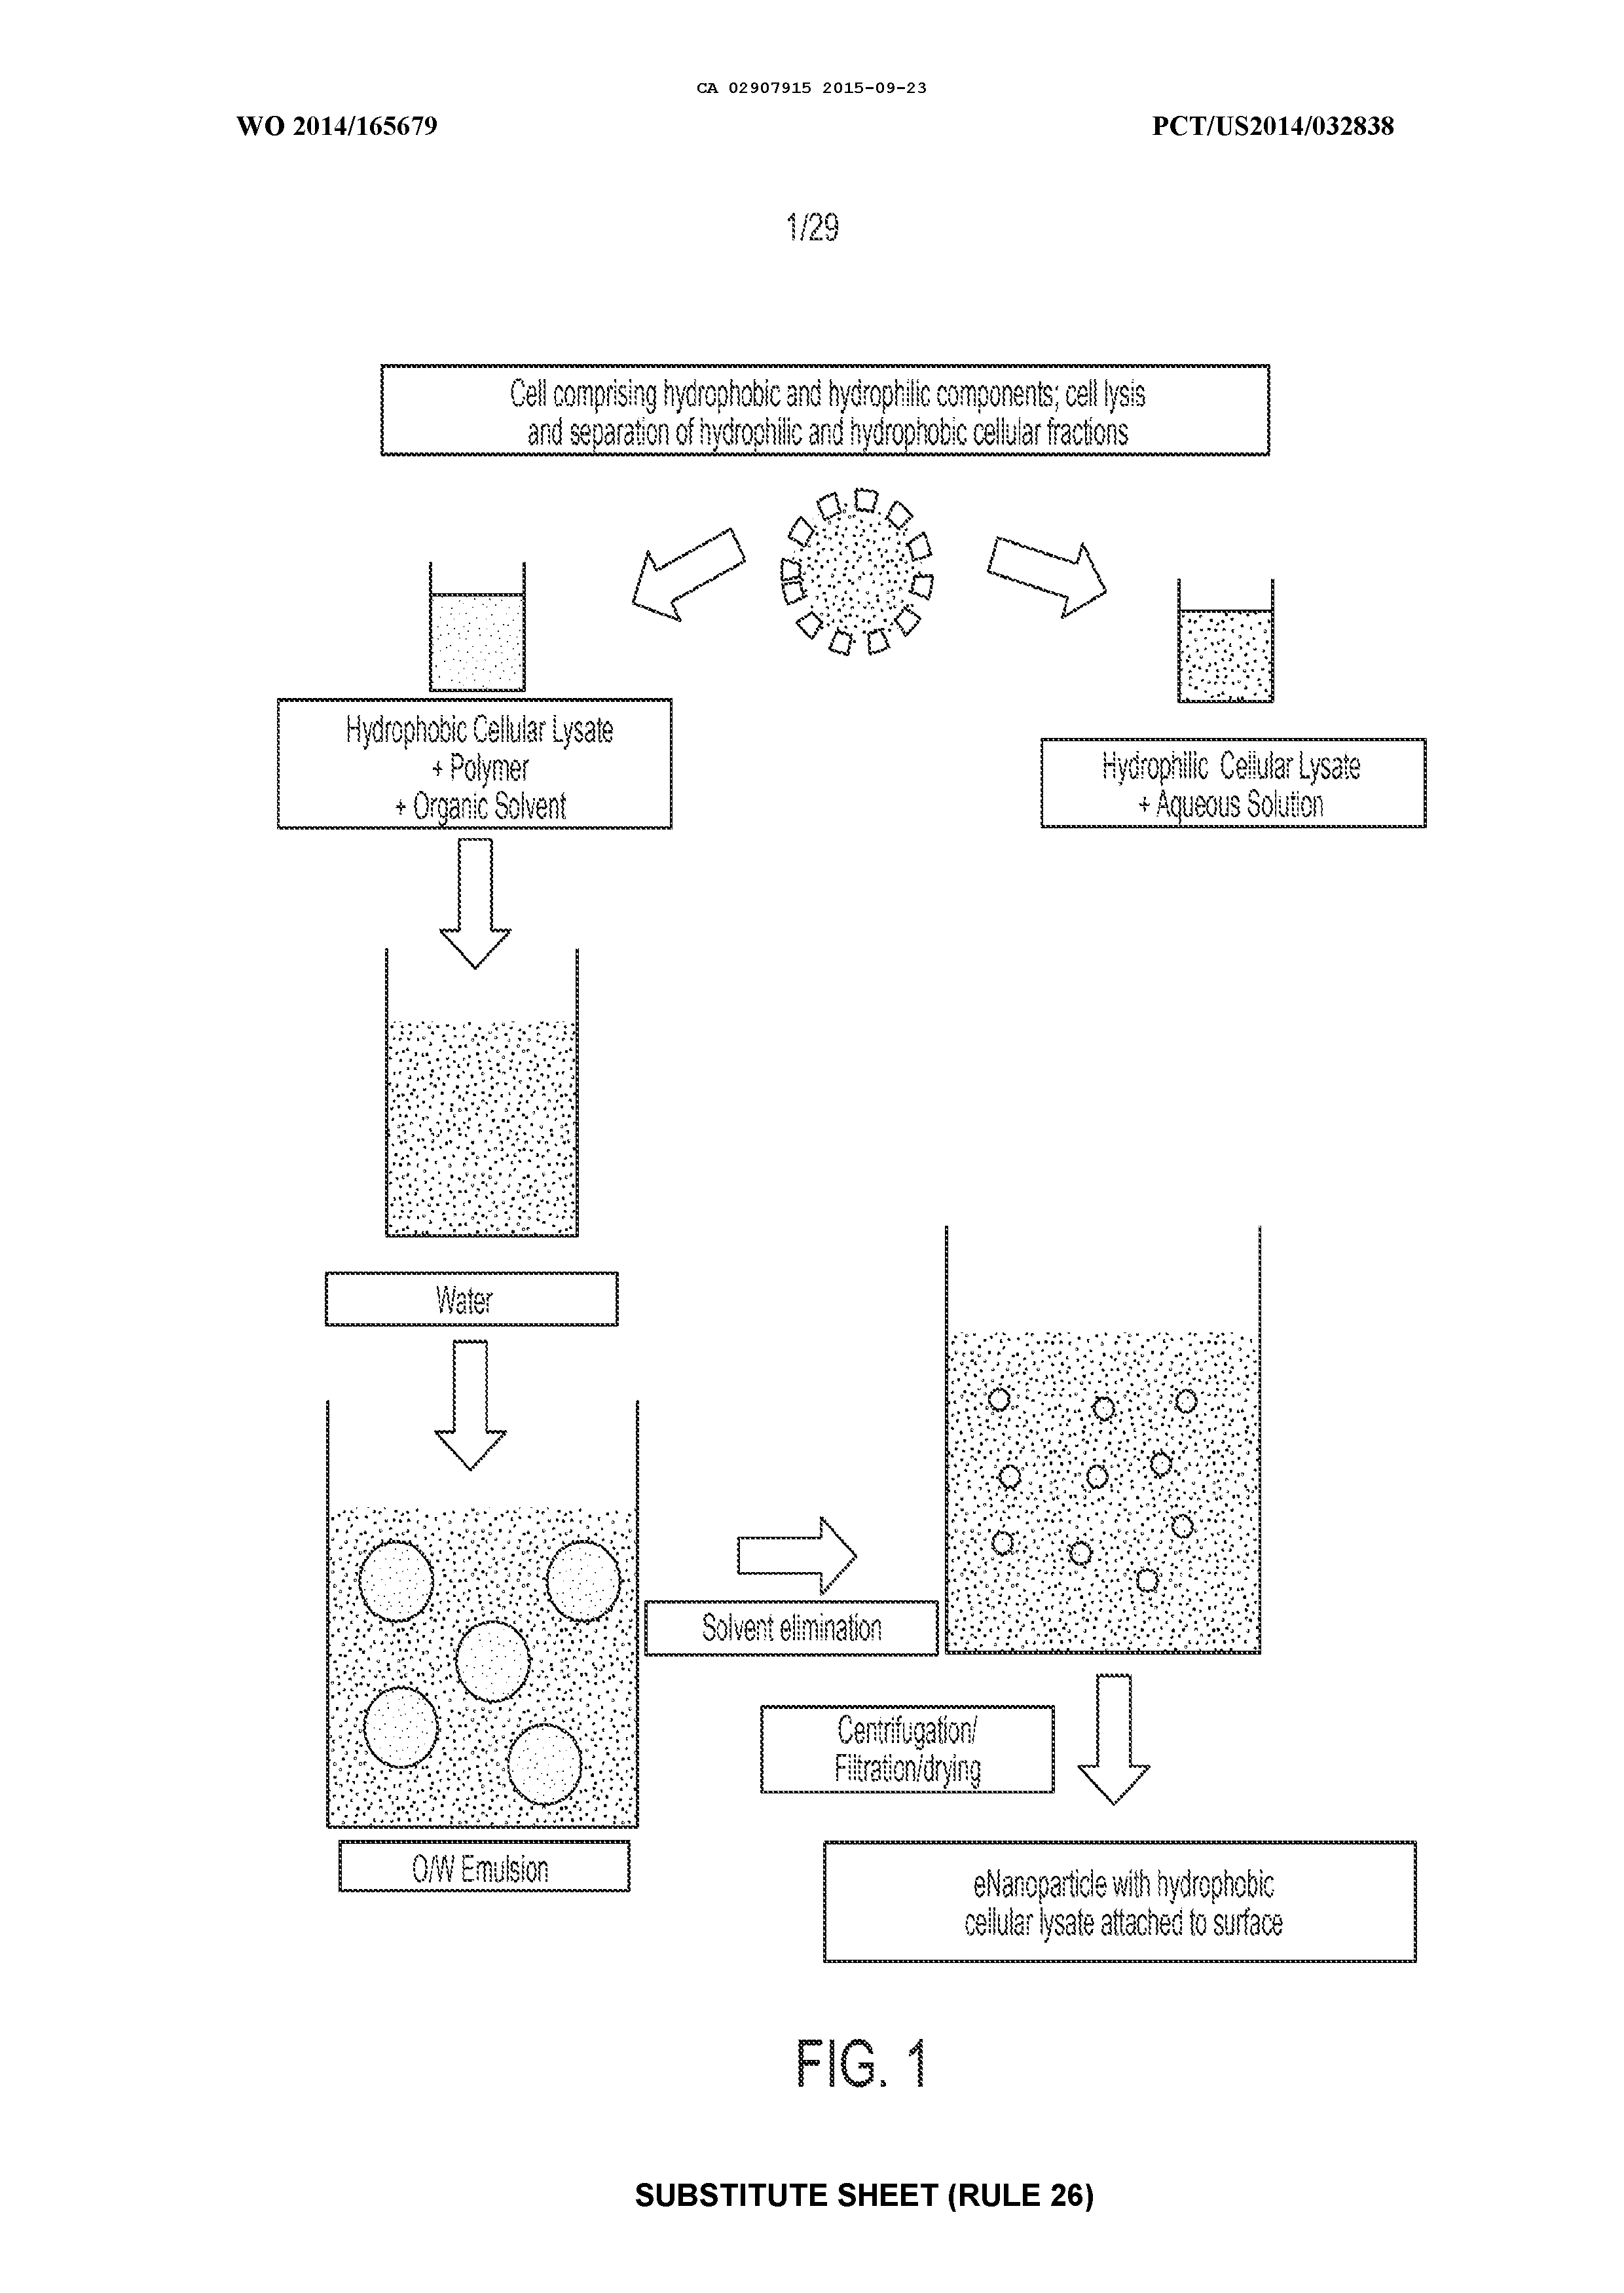 CA 02907915 2015-09-23
WO 2014/165679
PCT/US2014/032838
1/29
Cell comprising hydrophobic and hydrophilic components; cell lysis
and separation of hydrophilic and hydrophobic cellular fractions
Hydrophobic Cellular Lysate
+ Polymer
+ Organic Solvent
Hydrophilic Cellular Lysate
+ Aqueous Solution
Water
Solvent elimination
Centrifugation/
Filtration/drying
O/W Emulsion
eNanoparticle with hydrophobic
cellular lysate attached to surface
FIG. 1
SUBSTITUTE SHEET (RULE 26)